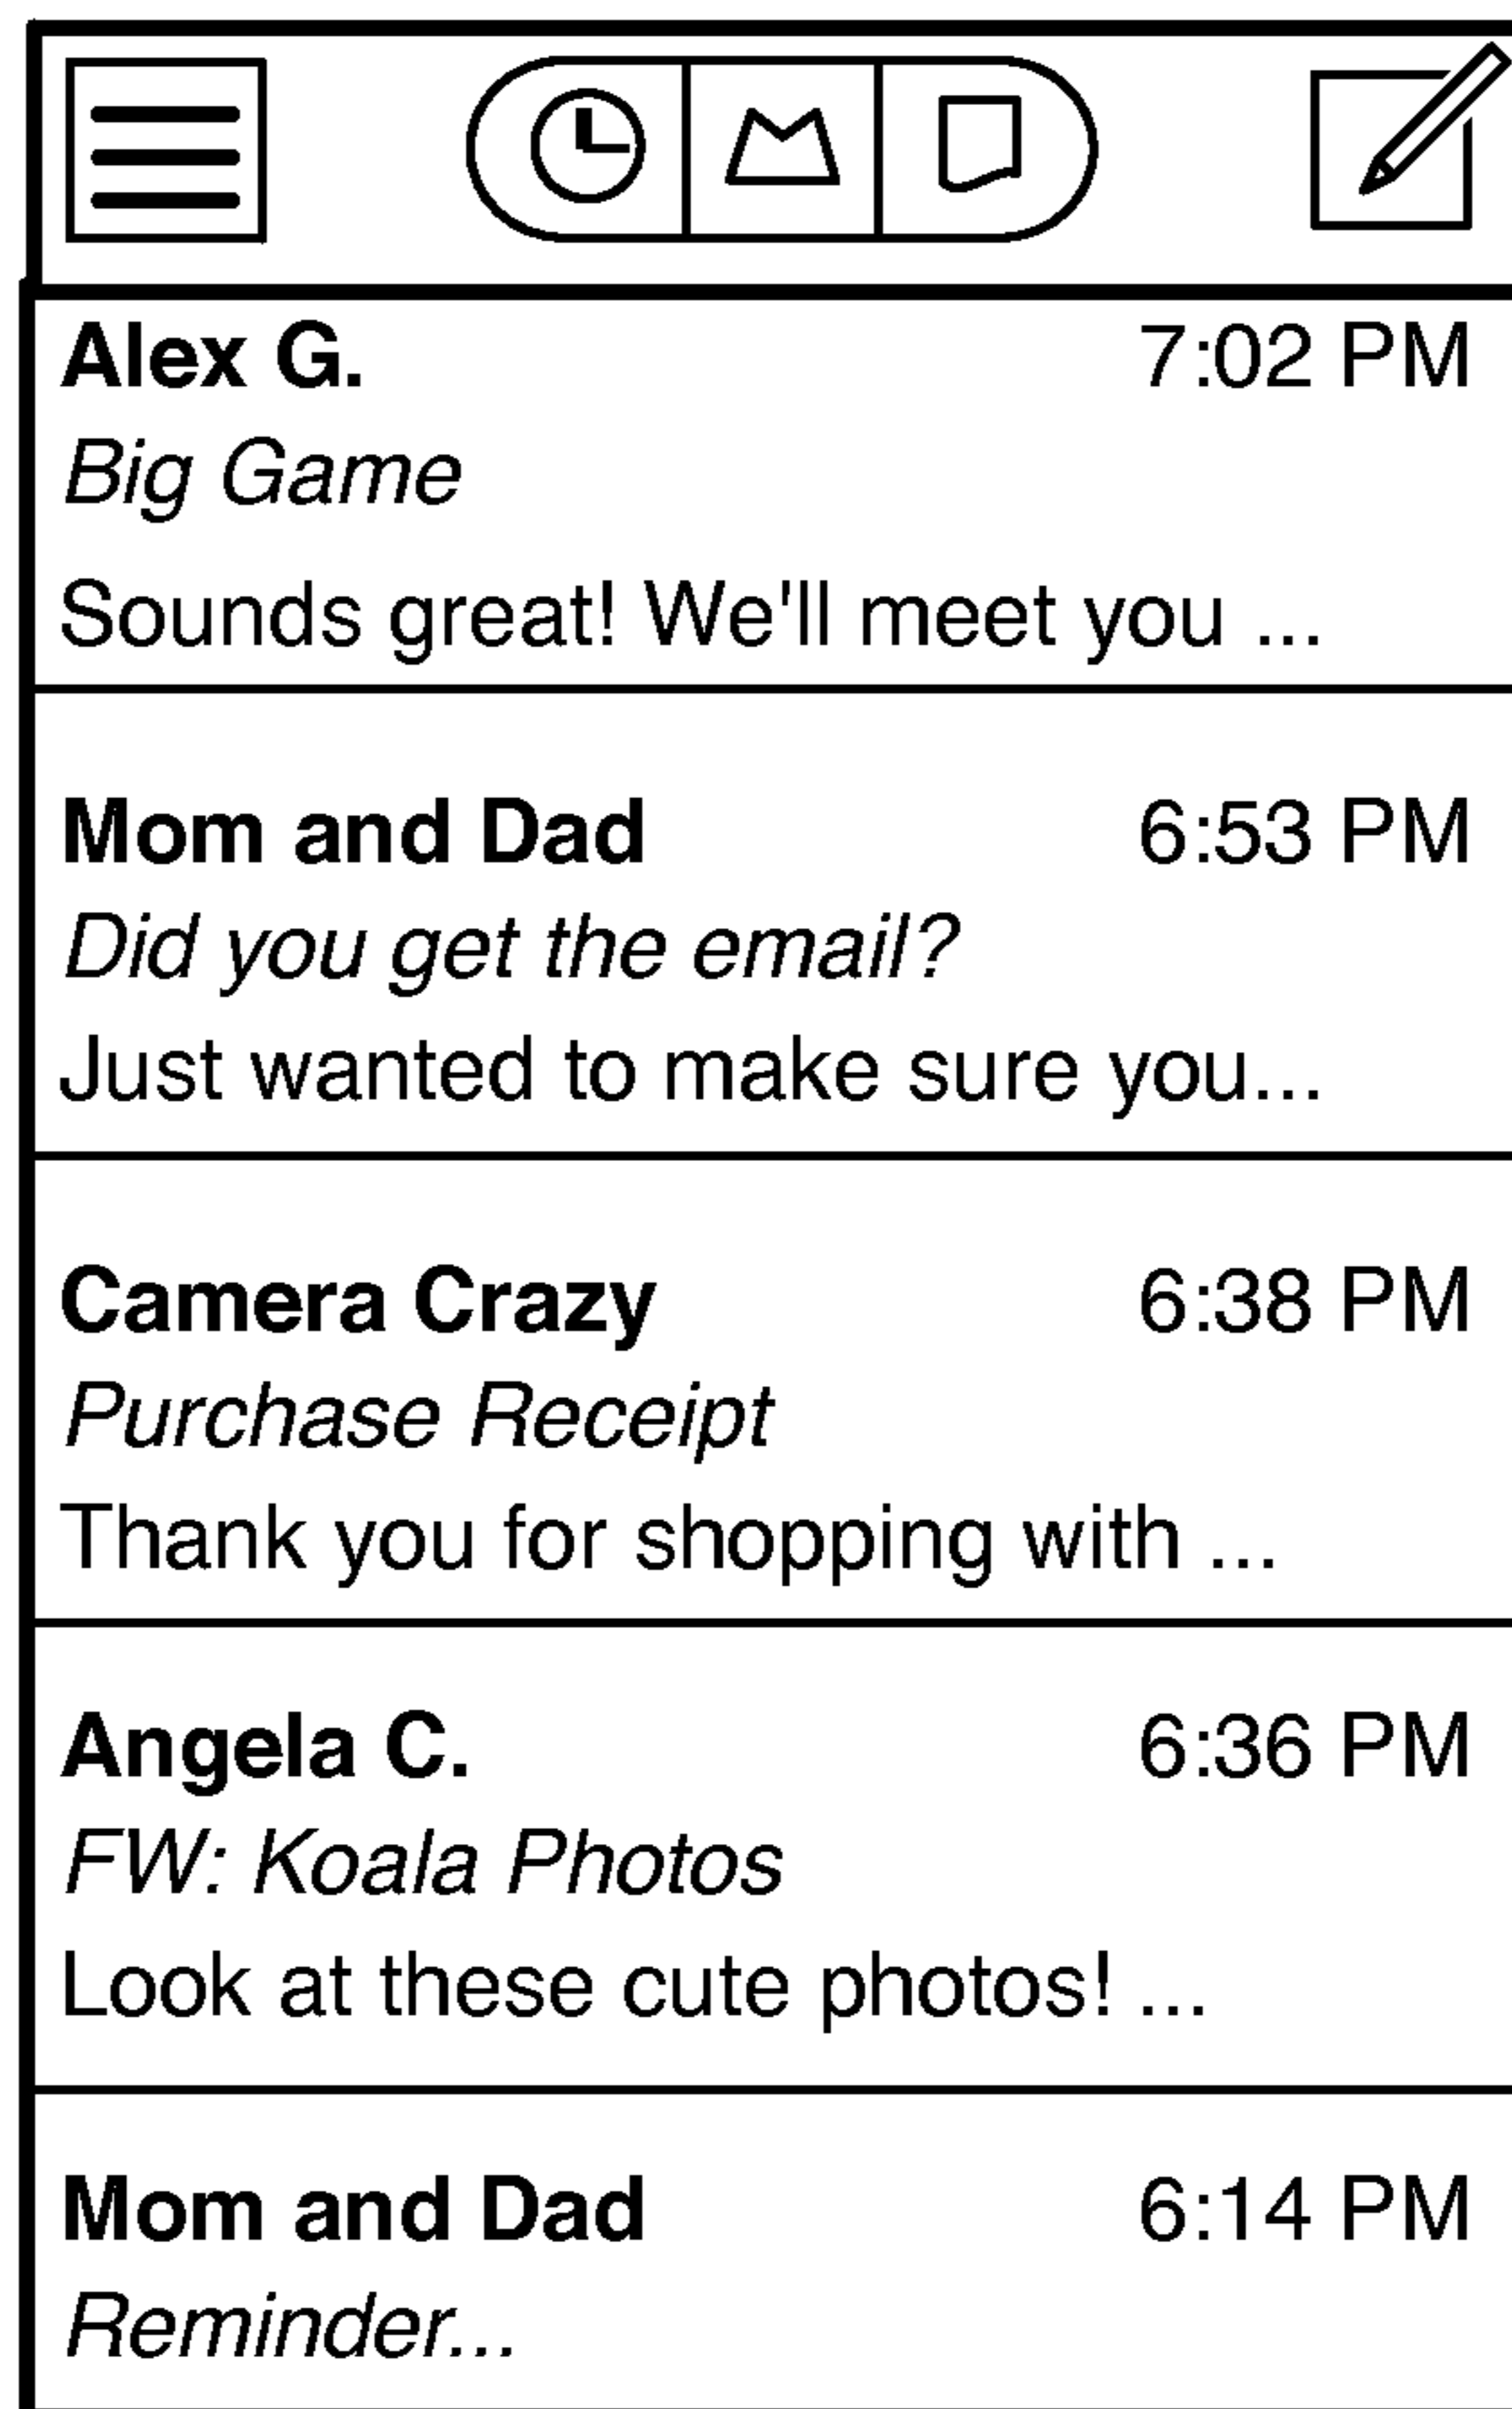 Alex G. 7:02 PM
Big Game
Sounds great! We'll meet you ...
Mom and Dad 6:53 PM
Did you get the email?
Just wanted to make sure you...
Camera Crazy 6:38 PM
Purchase Receipt
Thank you for shopping with ...
Angela C. 6:36 PM
FW: Koala Photos
Look at these cute photos! ...
Mom and Dad 6:14 PM
Reminder...